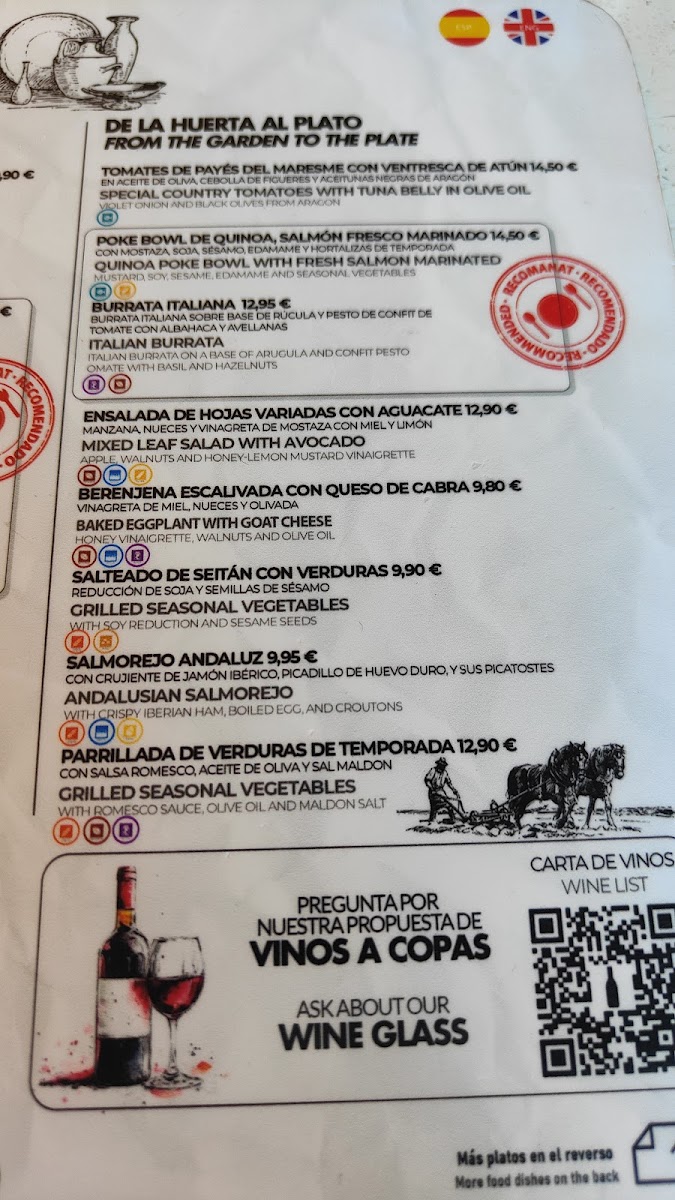 ESP
ENG
DE LA HUERTA AL PLATO
FROM THE GARDEN TO THE PLATE
,90 €
TOMATES DE PAYÉS DEL MARESME CON VENTRESCA DE ATÚN 14,50 €
EN ACEITE DE OLIVA, CEBOLLA DE FIGUERES Y ACEITUNAS NEGRAS DE ARAGÓN
SPECIAL COUNTRY TOMATOES WITH TUNA BELLY IN OLIVE OIL
VIOLET ONION AND BLACK OLIVES FROM ARAGON
POKE BOWL DE QUINOA, SALMÓN FRESCO MARINADO 14,50 €
CON MOSTAZA, SOJA, SÉSAMO, EDAMAME Y HORTALIZAS DE TEMPORADA
QUINOA POKE BOWL WITH FRESH SALMON MARINATED
MUSTARD, SOY, SESAME, EDAMAME AND SEASONAL VEGETABLES
RECOMANAT · RECOMENDADO · RECOMMENDED ·
BURRATA ITALIANA 12,95 €
BURRATA ITALIANA SOBRE BASE DE RÚCULA Y PESTO DE CONFIT DE
TOMATE CON ALBAHACA Y AVELLANAS
ITALIAN BURRATA
ITALIAN BURRATA ON A BASE OF ARUGULA AND CONFIT PESTO
OMATE WITH BASIL AND HAZELNUTS
€
AT · RECOMENDADO
ENSALADA DE HOJAS VARIADAS CON AGUACATE 12,90 €
MANZANA, NUECES Y VINAGRETA DE MOSTAZA CON MIEL Y LIMÓN
MIXED LEAF SALAD WITH AVOCADO
APPLE, WALNUTS AND HONEY-LEMON MUSTARD VINAIGRETTE
BERENJENA ESCALIVADA CON QUESO DE CABRA 9,80 €
VINAGRETA DE MIEL, NUECES Y OLIVADA
BAKED EGGPLANT WITH GOAT CHEESE
HONEY VINAIGRETTE, WALNUTS AND OLIVE OIL
SALTEADO DE SEITÁN CON VERDURAS 9,90 €
REDUCCIÓN DE SOJA Y SEMILLAS DE SÉSAMO
GRILLED SEASONAL VEGETABLES
WITH SOY REDUCTION AND SESAME SEEDS
SALMOREJO ANDALUZ 9,95 €
CON CRUJIENTE DE JAMÓN IBÉRICO, PICADILLO DE HUEVO DURO, Y SUS PICATOSTES
ANDALUSIAN SALMOREJO
WITH CRISPY IBERIAN HAM, BOILED EGG, AND CROUTONS
PARRILLADA DE VERDURAS DE TEMPORADA 12,90 €
CON SALSA ROMESCO, ACEITE DE OLIVA Y SAL MALDON
GRILLED SEASONAL VEGETABLES
WITH ROMESCO SAUCE, OLIVE OIL AND MALDON SALT
PREGUNTA POR
NUESTRA PROPUESTA DE
VINOS A COPAS
ASK ABOUT OUR
WINE GLASS
CARTA DE VINOS
WINE LIST
Más platos en el reverso
More food dishes on the back